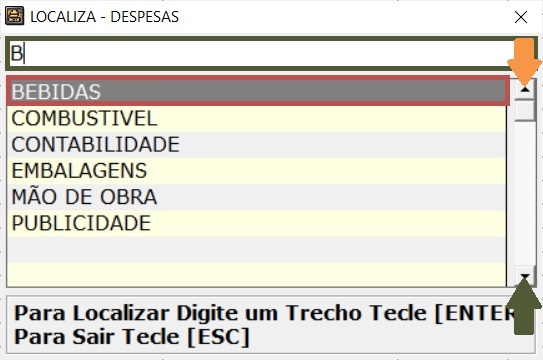 LOCALIZA - DESPESAS
B
BEBIDAS
COMBUSTIVEL
CONTABILIDADE
EMBALAGENS
MÃO DE OBRA
PUBLICIDADE
Para Localizar Digite um Trecho Tecle [ENTER
Para Sair Tecle [ESC]